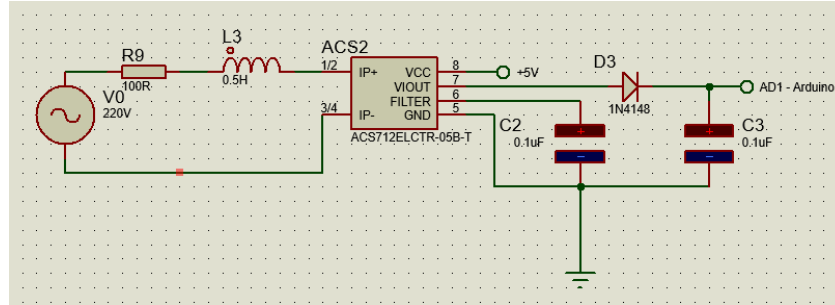 R9
100R
L3
0.5H
V0
220V
ACS2
1/2
3/4
IP+
IP-
VCC
VIOUT
FILTER
GND
8
7
6
5
ACS712ELCTR-05B-T
+5V
D3
1N4148
AD1 - Arduino
C2
0.1uF
C3
0.1uF